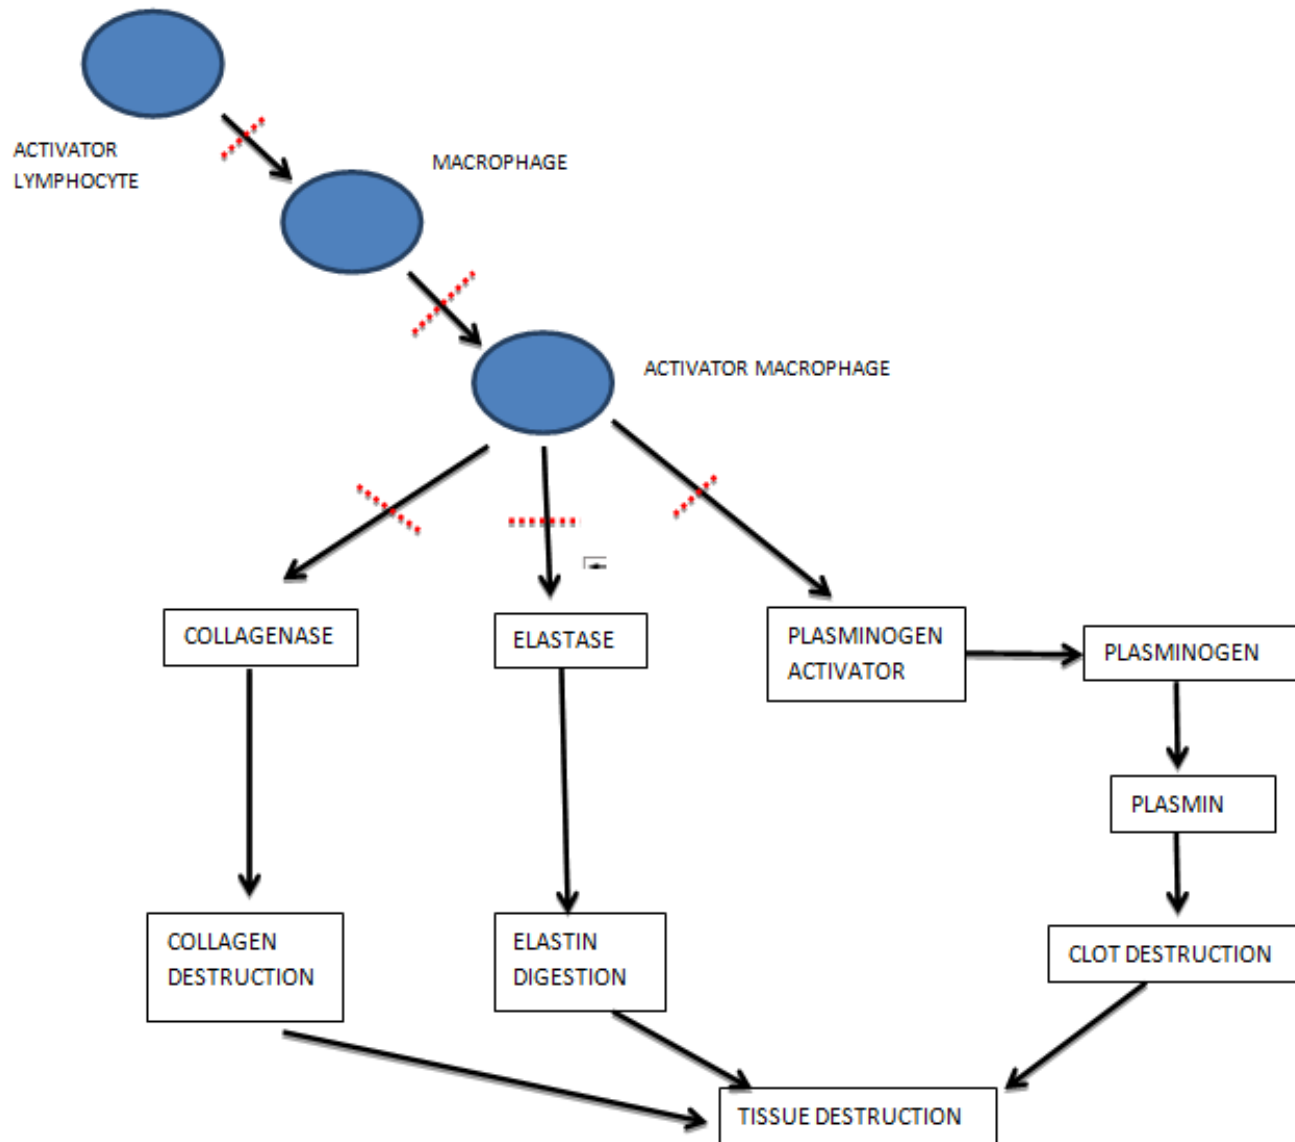 ACTIVATOR
LYMPHOCYTE
MACROPHAGE
ACTIVATOR MACROPHAGE
COLLAGENASE
ELASTASE
PLASMINOGEN
ACTIVATOR
PLASMINOGEN
PLASMIN
COLLAGEN
DESTRUCTION
ELASTIN
DIGESTION
CLOT DESTRUCTION
TISSUE DESTRUCTION